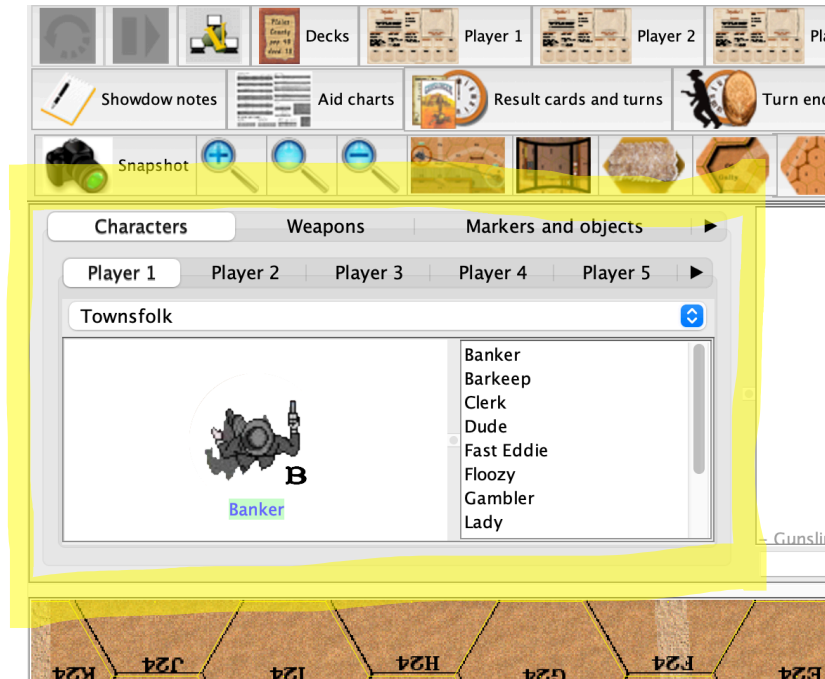 Decks Player 1 Player 2
Showdow notes Aid charts Result cards and turns
Snapshot
Characters Weapons Markers and objects
Player 1 Player 2 Player 3 Player 4 Player 5
Townsfolk
Banker
Barkeep
Clerk
Dude
Fast Eddie
Floozy
Gambler
Lady
B
Banker
K24 J24 I24 H24 G24 F24 E24